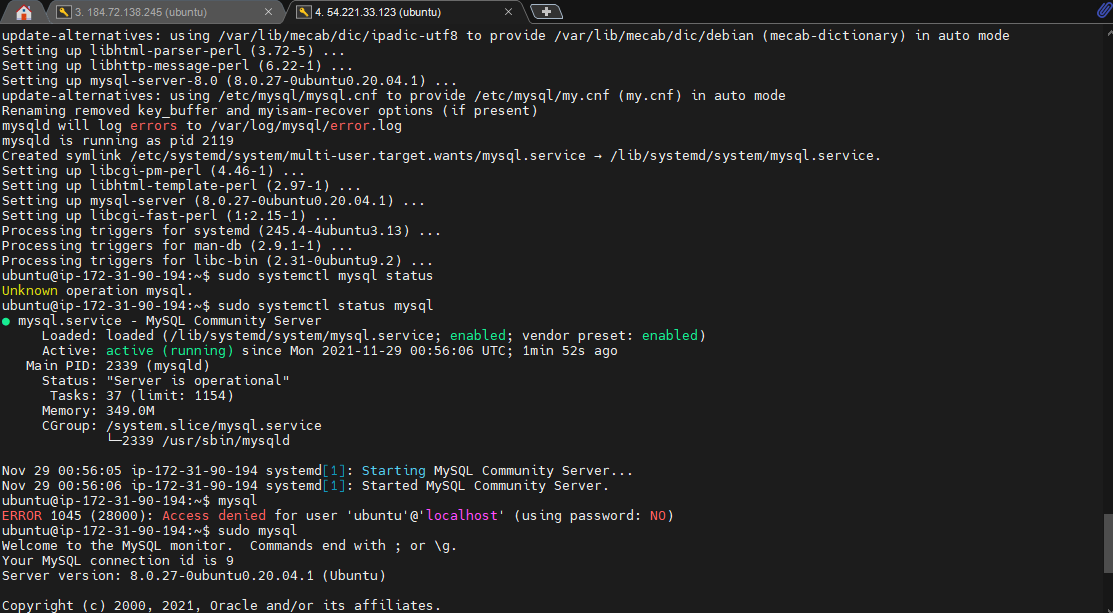 3. 184.72.138.245 (ubuntu)
4. 54.221.33.123 (ubuntu)
update-alternatives: using /var/lib/mecab/dic/ipadic-utf8 to provide /var/lib/mecab/dic/debian (mecab-dictionary) in auto mode
Setting up libhtml-parser-perl (3.72-5) ...
Setting up libhttp-message-perl (6.22-1) ...
Setting up mysql-server-8.0 (8.0.27-0ubuntu0.20.04.1) ...
update-alternatives: using /etc/mysql/mysql.cnf to provide /etc/mysql/my.cnf (my.cnf) in auto mode
Renaming removed key_buffer and myisam-recover options (if present)
mysqld will log errors to /var/log/mysql/error.log
mysqld is running as pid 2119
Created symlink /etc/systemd/system/multi-user.target.wants/mysql.service → /lib/systemd/system/mysql.service.
Setting up libcgi-pm-perl (4.46-1) ...
Setting up libhtml-template-perl (2.97-1) ...
Setting up mysql-server (8.0.27-0ubuntu0.20.04.1) ...
Setting up libcgi-fast-perl (1:2.15-1) ...
Processing triggers for systemd (245.4-4ubuntu3.13) ...
Processing triggers for man-db (2.9.1-1) ...
Processing triggers for libc-bin (2.31-0ubuntu9.2) ...
ubuntu@ip-172-31-90-194:~$ sudo systemctl mysql status
Unknown operation mysql.
ubuntu@ip-172-31-90-194:~$ sudo systemctl status mysql
● mysql.service - MySQL Community Server
Loaded: loaded (/lib/systemd/system/mysql.service; enabled; vendor preset: enabled)
Active: active (running) since Mon 2021-11-29 00:56:06 UTC; 1min 52s ago
Main PID: 2339 (mysqld)
Status: "Server is operational"
Tasks: 37 (limit: 1154)
Memory: 349.0M
CGroup: /system.slice/mysql.service
└─2339 /usr/sbin/mysqld
Nov 29 00:56:05 ip-172-31-90-194 systemd[1]: Starting MySQL Community Server...
Nov 29 00:56:06 ip-172-31-90-194 systemd[1]: Started MySQL Community Server.
ubuntu@ip-172-31-90-194:~$ mysql
ERROR 1045 (28000): Access denied for user 'ubuntu'@'localhost' (using password: NO)
ubuntu@ip-172-31-90-194:~$ sudo mysql
Welcome to the MySQL monitor.  Commands end with ; or \g.
Your MySQL connection id is 9
Server version: 8.0.27-0ubuntu0.20.04.1 (Ubuntu)
Copyright (c) 2000, 2021, Oracle and/or its affiliates.